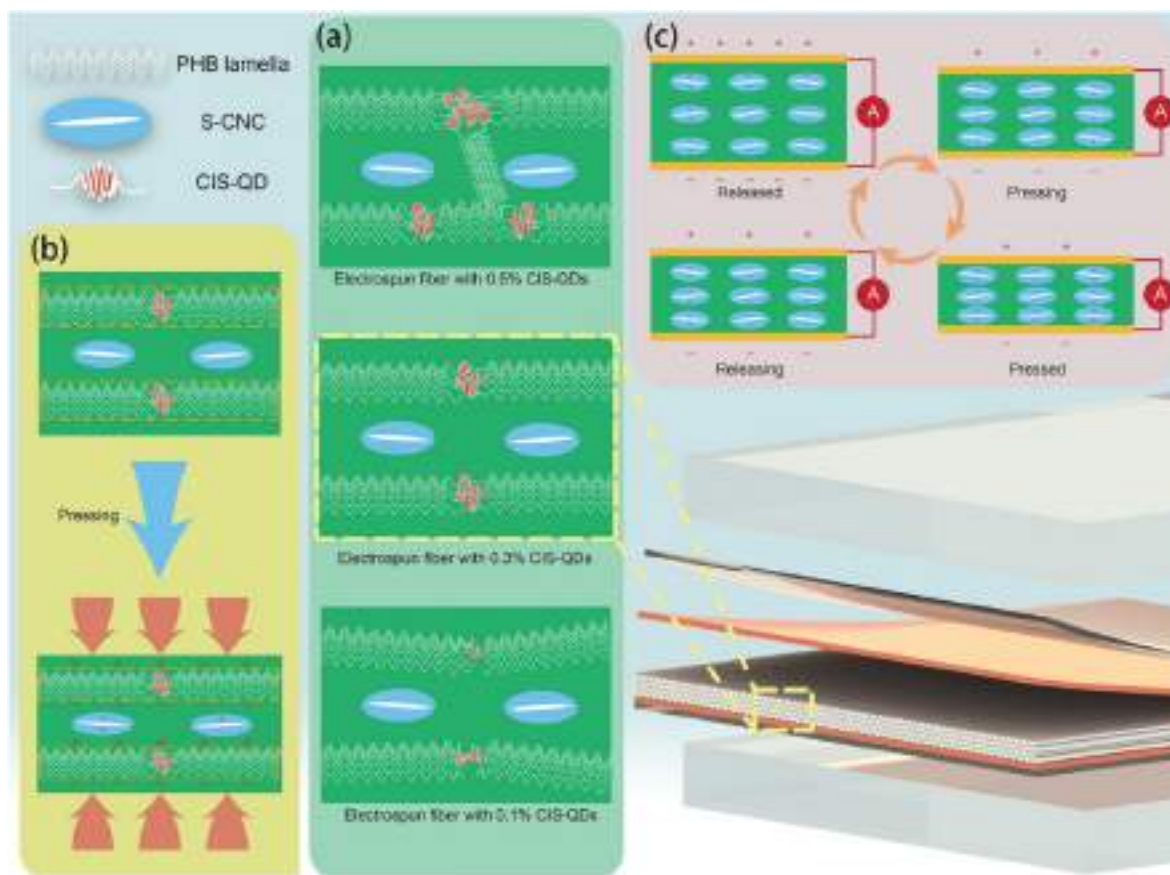 PHB lamella
S-CNC
CIS-QD
(b)
Pressing
(a)
Electrospun fiber with 0.5% CIS-QDs
Electrospun fiber with 0.3% CIS-QDs
Electrospun fiber with 0.1% CIS-QDs
(c)
+ + + + +
A
- - - - -
Released
+ + +
A
- - -
Pressing
+ + +
A
- - -
Releasing
+ +
A
- -
Pressed